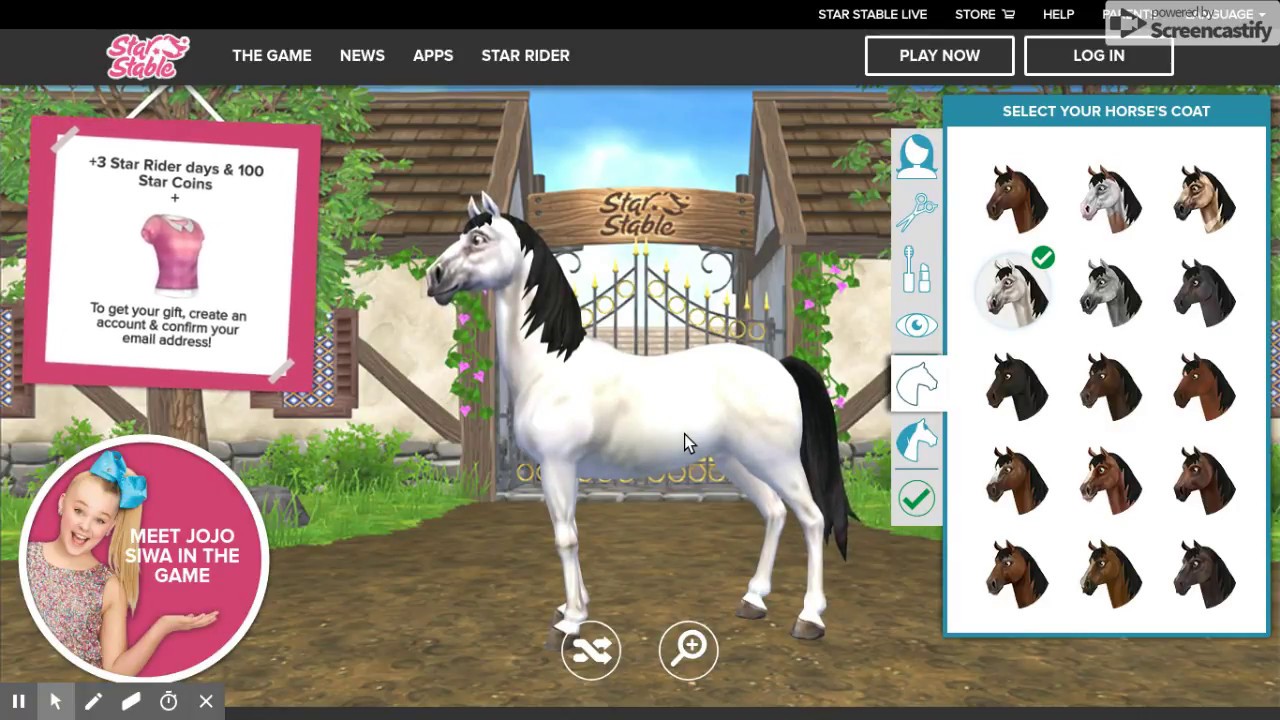 STAR STABLE LIVE
STORE
HELP
PARENTS
LANGUAGE
powered by
Screencastify
Star Stable
THE GAME
NEWS
APPS
STAR RIDER
PLAY NOW
LOG IN
+3 Star Rider days & 100
Star Coins
+
To get your gift, create an
account & confirm your
email address!
Star
Stable
SELECT YOUR HORSE'S COAT
MEET JOJO
SIWA IN THE
GAME